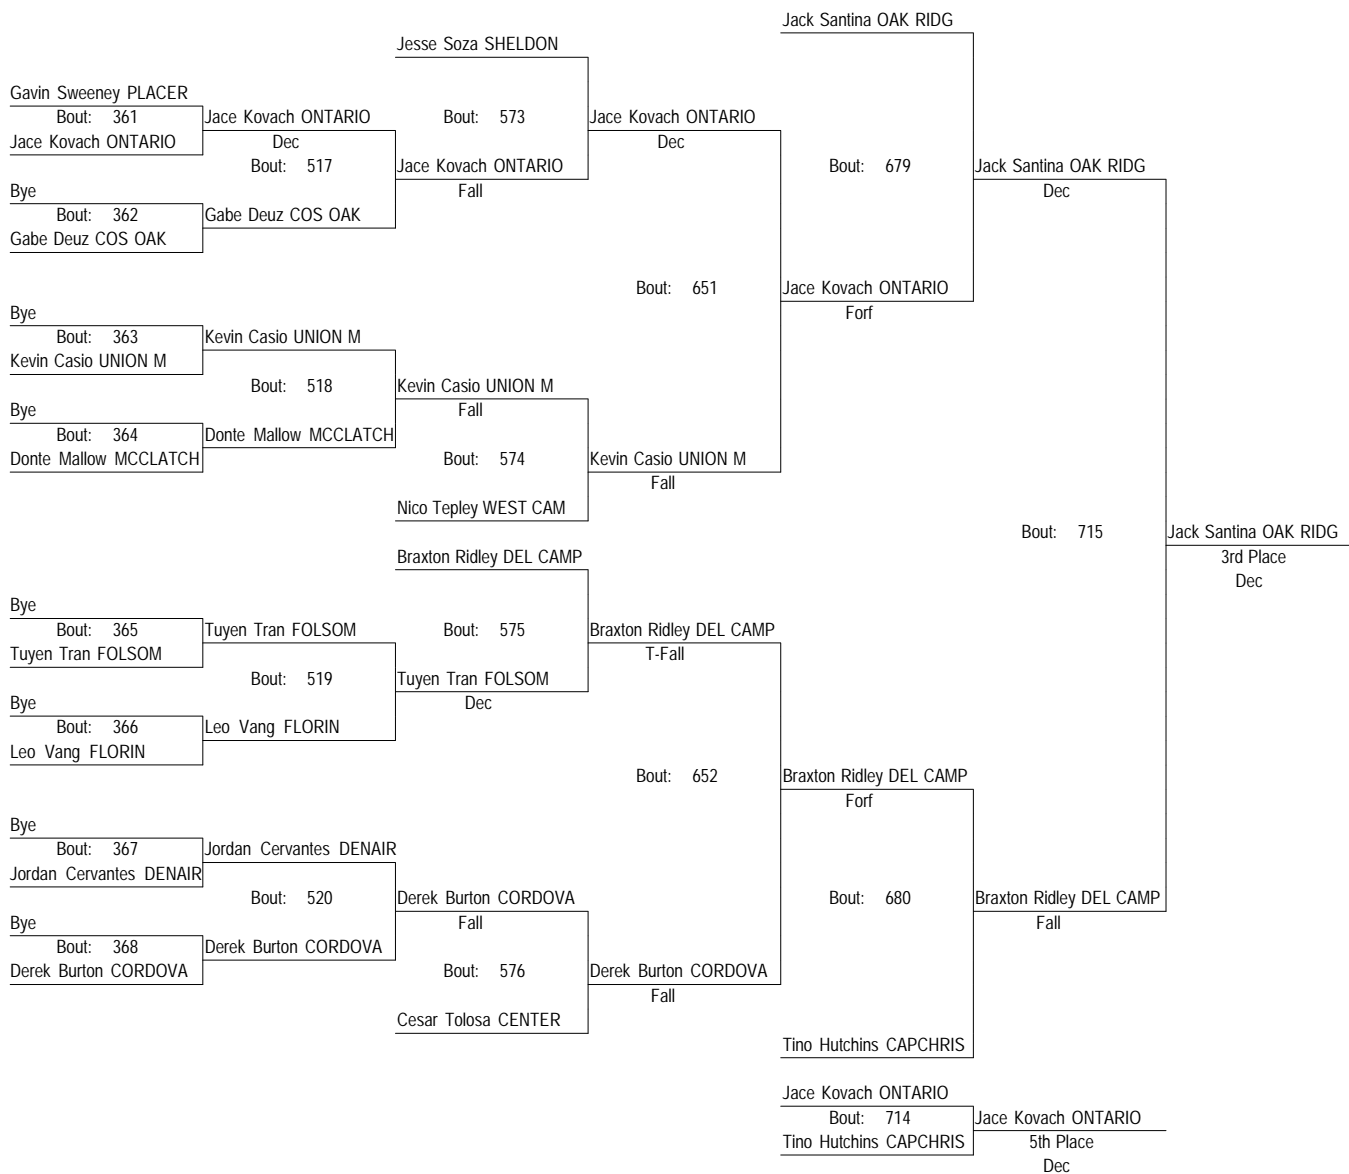 Jack Santina OAK RIDG
Jesse Soza SHELDON
Gavin Sweeney PLACER
Bout: 361
Jace Kovach ONTARIO
Jace Kovach ONTARIO
Dec
Bout: 573
Jace Kovach ONTARIO
Dec
Bout: 517
Jace Kovach ONTARIO
Fall
Bout: 679
Jack Santina OAK RIDG
Dec
Bye
Bout: 362
Gabe Deuz COS OAK
Gabe Deuz COS OAK
Bout: 651
Jace Kovach ONTARIO
Forf
Bye
Bout: 363
Kevin Casio UNION M
Kevin Casio UNION M
Bout: 518
Kevin Casio UNION M
Fall
Bye
Bout: 364
Donte Mallow MCCLATCH
Donte Mallow MCCLATCH
Bout: 574
Kevin Casio UNION M
Fall
Nico Tepley WEST CAM
Bout: 715
Jack Santina OAK RIDG
3rd Place
Dec
Braxton Ridley DEL CAMP
Bye
Bout: 365
Tuyen Tran FOLSOM
Tuyen Tran FOLSOM
Bout: 575
Braxton Ridley DEL CAMP
T-Fall
Bout: 519
Tuyen Tran FOLSOM
Dec
Bye
Bout: 366
Leo Vang FLORIN
Leo Vang FLORIN
Bout: 652
Braxton Ridley DEL CAMP
Forf
Bye
Bout: 367
Jordan Cervantes DENAIR
Jordan Cervantes DENAIR
Bout: 520
Derek Burton CORDOVA
Fall
Bout: 680
Braxton Ridley DEL CAMP
Fall
Bye
Bout: 368
Derek Burton CORDOVA
Derek Burton CORDOVA
Bout: 576
Derek Burton CORDOVA
Fall
Cesar Tolosa CENTER
Tino Hutchins CAPCHRIS
Jace Kovach ONTARIO
Bout: 714
Tino Hutchins CAPCHRIS
Jace Kovach ONTARIO
5th Place
Dec